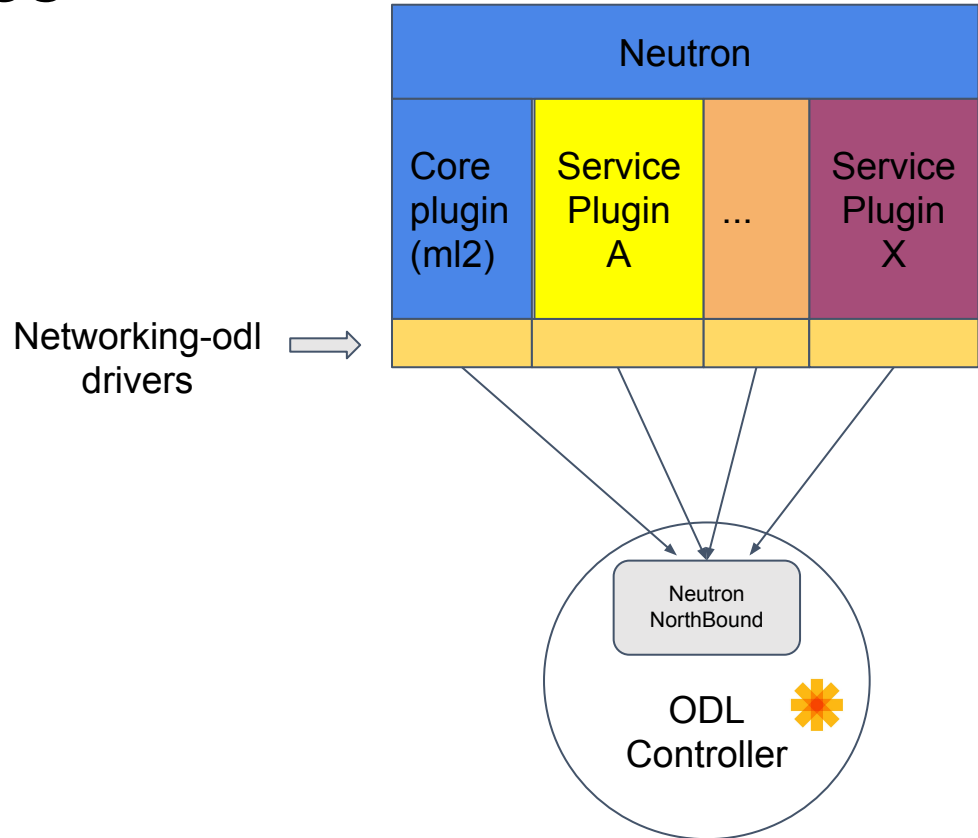 Neutron
Core
plugin
(ml2)
Service
Plugin
A
...
Service
Plugin
X
Networking-odl
drivers
Neutron
NorthBound
ODL
Controller